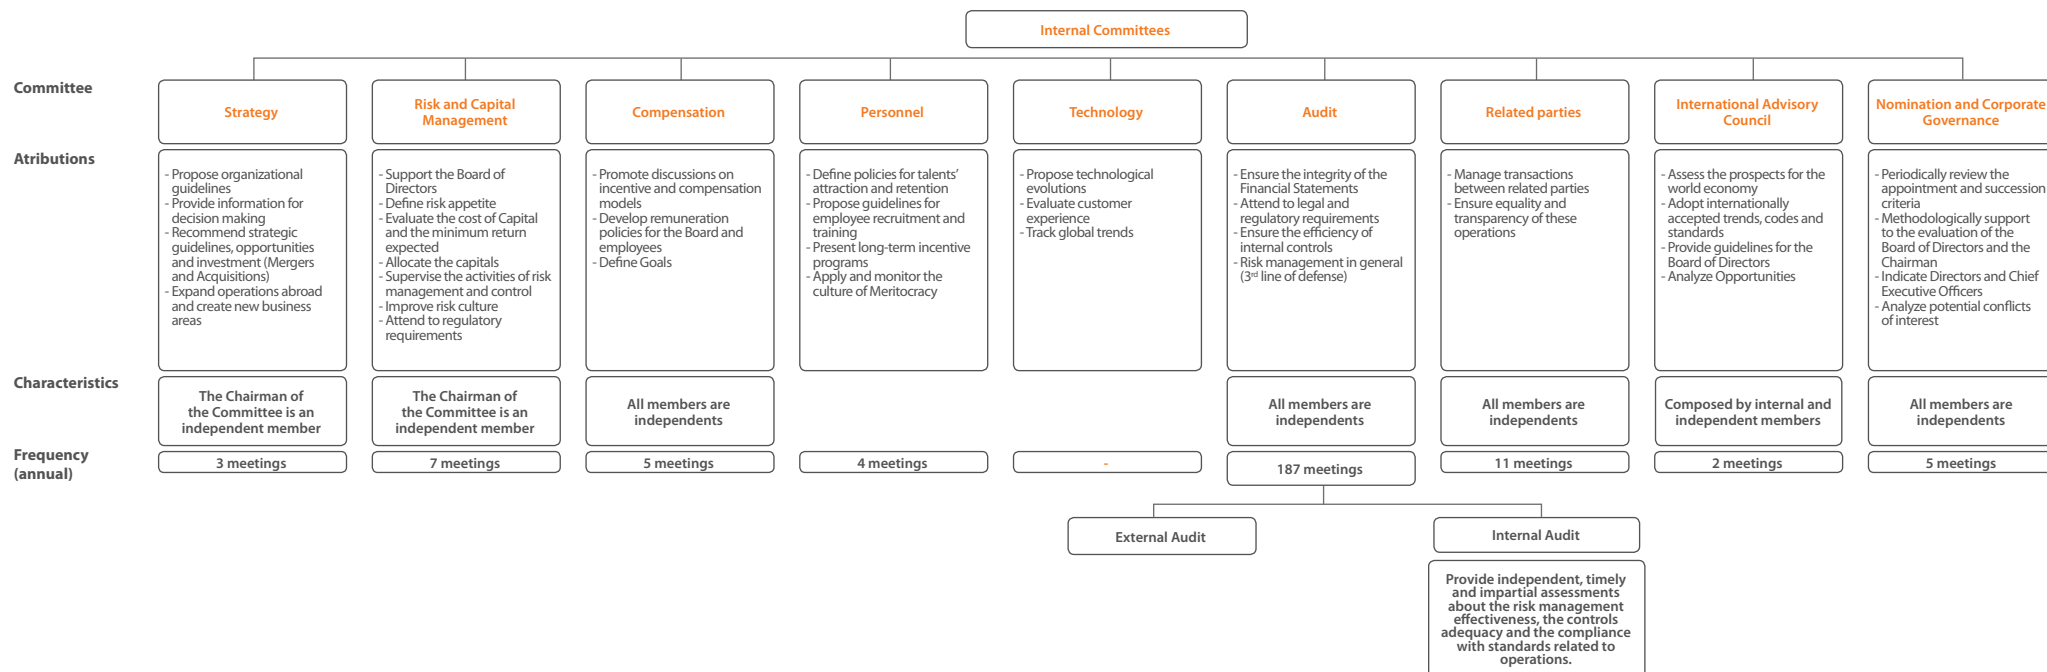 Internal Committees
Committee
Strategy
Risk and Capital
Management
Compensation
Personnel
Technology
Audit
Related parties
International Advisory
Council
Nomination and Corporate
Governance
Atributions
- Propose organizational
guidelines
- Provide information for
decision making
- Recommend strategic
guidelines, opportunities
and investment (Mergers
and Acquisitions)
- Expand operations abroad
and create new business
areas
- Support the Board of
Directors
- Define risk appetite
- Evaluate the cost of Capital
and the minimum return
expected
- Allocate the capitals
- Supervise the activities of risk
management and control
- Improve risk culture
- Attend to regulatory
requirements
- Promote discussions on
incentive and compensation
models
- Develop remuneration
policies for the Board and
employees
- Define Goals
- Define policies for talents’
attraction and retention
- Propose guidelines for
employee recruitment and
training
- Present long-term incentive
programs
- Apply and monitor the
culture of Meritocracy
- Propose technological
evolutions
- Evaluate customer
experience
- Track global trends
- Ensure the integrity of the
Financial Statements
- Attend to legal and
regulatory requirements
- Ensure the efficiency of
internal controls
- Risk management in general
(3rd line of defense)
- Manage transactions
between related parties
- Ensure equality and
transparency of these
operations
- Assess the prospects for the
world economy
- Adopt internationally
accepted trends, codes and
standards
- Provide guidelines for the
Board of Directors
- Analyze Opportunities
- Periodically review the
appointment and succession
criteria
- Methodologically support
to the evaluation of the
Board of Directors and the
Chairman
- Indicate Directors and Chief
Executive Officers
- Analyze potential conflicts
of interest
Characteristics
The Chairman of
the Committee is an
independent member
The Chairman of
the Committee is an
independent member
All members are
independents
All members are
independents
All members are
independents
Composed by internal and
independent members
All members are
independents
Frequency
(annual)
3 meetings
7 meetings
5 meetings
4 meetings
-
187 meetings
11 meetings
2 meetings
5 meetings
External Audit
Internal Audit
Provide independent, timely
and impartial assessments
about the risk management
effectiveness, the controls
adequacy and the compliance
with standards related to
operations.